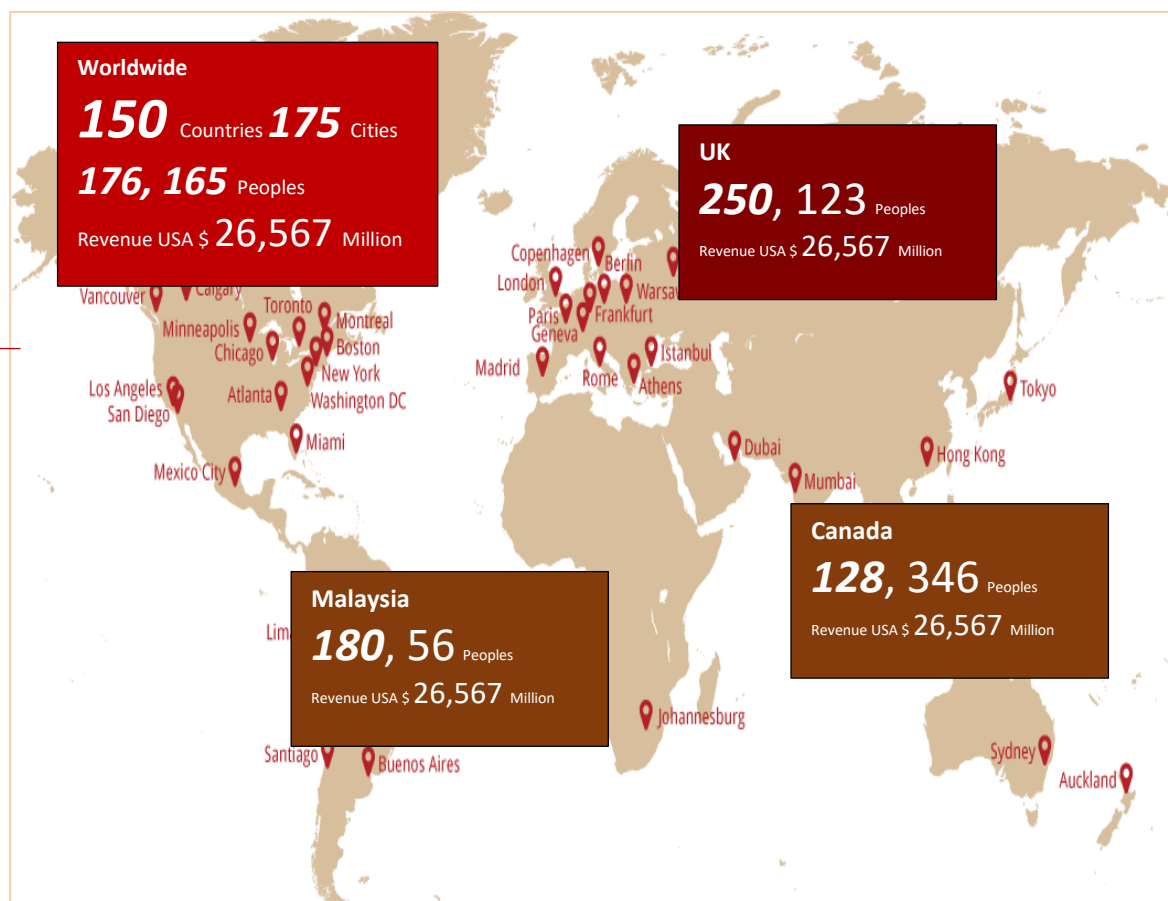 Worldwide
150 Countries 175 Cities
176, 165 Peoples
Revenue USA $ 26,567 Million
UK
250, 123 Peoples
Revenue USA $ 26,567 Million
Copenhagen
Berlin
London
Warsaw
Paris
Frankfurt
Geneva
Madrid
Rome
Istanbul
Athens
Vancouver
Calgary
Toronto
Montreal
Minneapolis
Chicago
Boston
New York
Los Angeles
Atlanta
Washington DC
San Diego
Miami
Mexico City
Tokyo
Dubai
Hong Kong
Mumbai
Canada
128, 346 Peoples
Revenue USA $ 26,567 Million
Malaysia
180, 56 Peoples
Revenue USA $ 26,567 Million
Lima
Johannesburg
Santiago
Buenos Aires
Sydney
Auckland